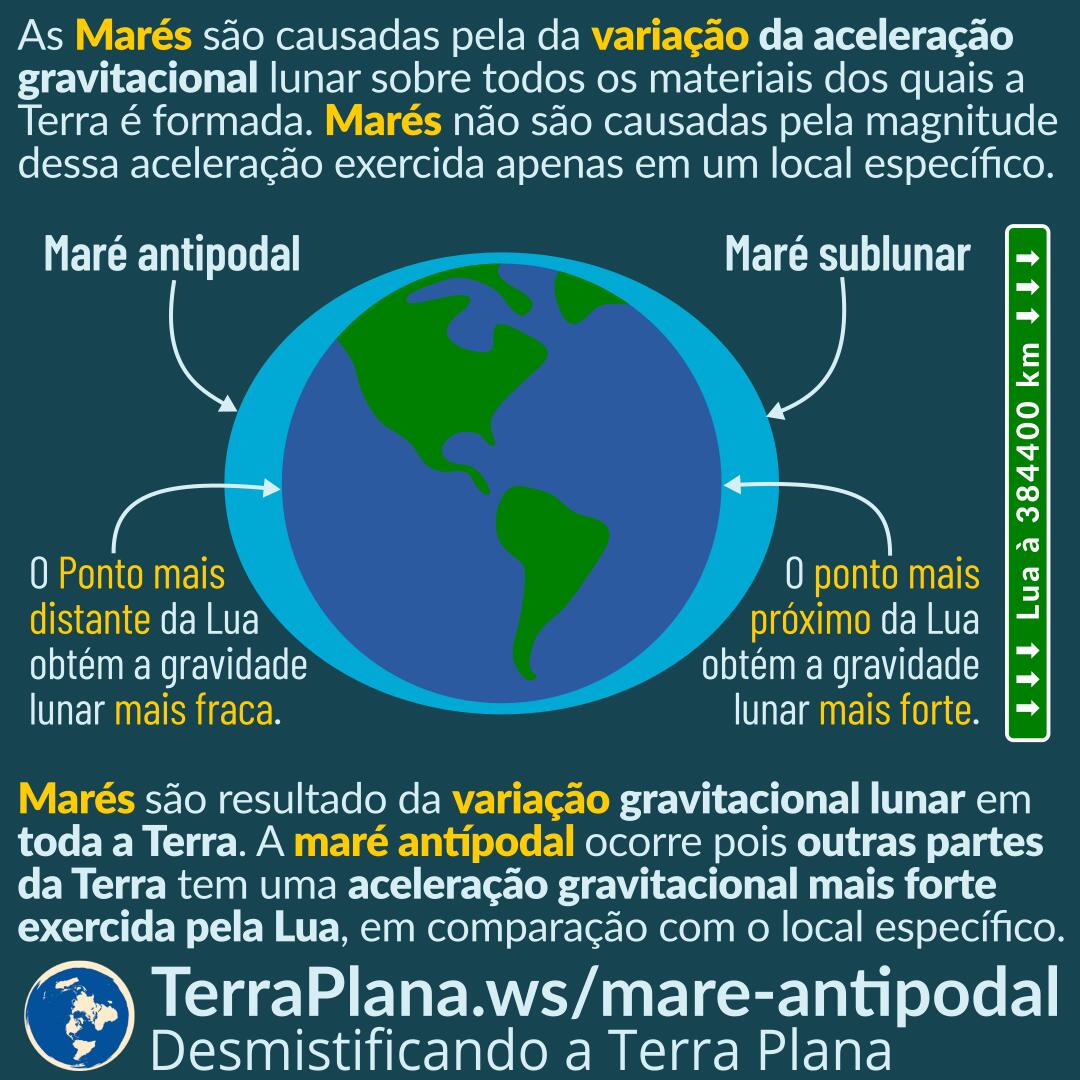 As Marés são causadas pela da variação da aceleração
gravitacional lunar sobre todos os materiais dos quais a
Terra é formada. Marés não são causadas pela magnitude
dessa aceleração exercida apenas em um local específico.
Maré antipodal
Maré sublunar
➡➡➡ Lua à 384400 km ➡➡➡
O Ponto mais
distante da Lua
obtém a gravidade
lunar mais fraca.
O ponto mais
próximo da Lua
obtém a gravidade
lunar mais forte.
Marés são resultado da variação gravitacional lunar em
toda a Terra. A maré antípodal ocorre pois outras partes
da Terra tem uma aceleração gravitacional mais forte
exercida pela Lua, em comparação com o local específico.
TerraPlana.ws/mare-antipodal
Desmistificando a Terra Plana